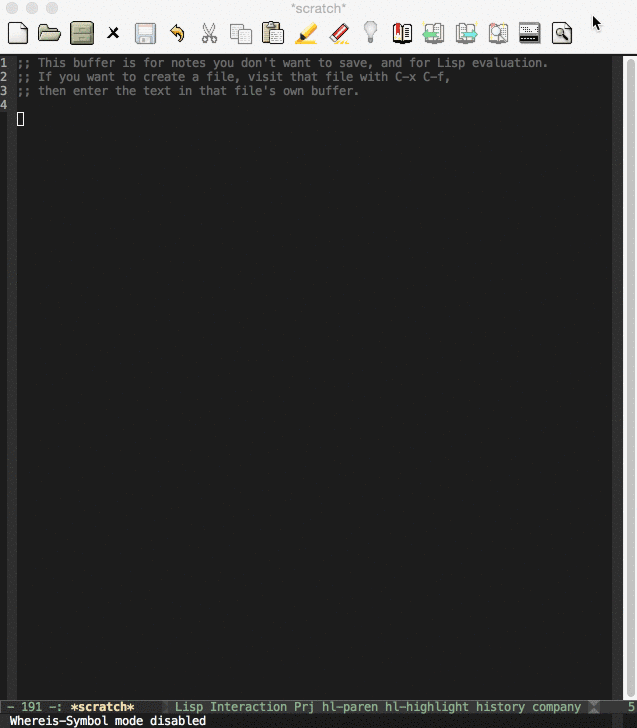 *scratch*
1 ;; This buffer is for notes you don't want to save, and for Lisp evaluation.
2 ;; If you want to create a file, visit that file with C-x C-f,
3 ;; then enter the text in that file's own buffer.
4
- 191 -: *scratch* Lisp Interaction Prj hl-paren hl-highlight history company 5
Whereis-Symbol mode disabled